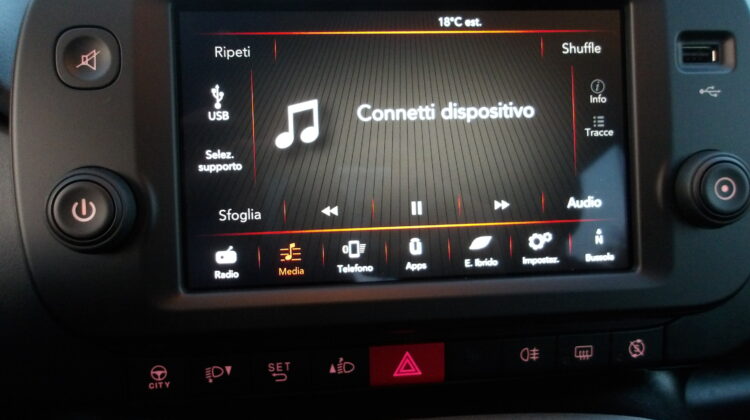 18°C est.
Ripeti
Shuffle
USB
Connetti dispositivo
Info
Tracce
Selez.
supporto
Sfoglia
Audio
Radio
Media
Telefono
Apps
E. Ibrido
Impostaz.
N
Bussola
CITY
SET